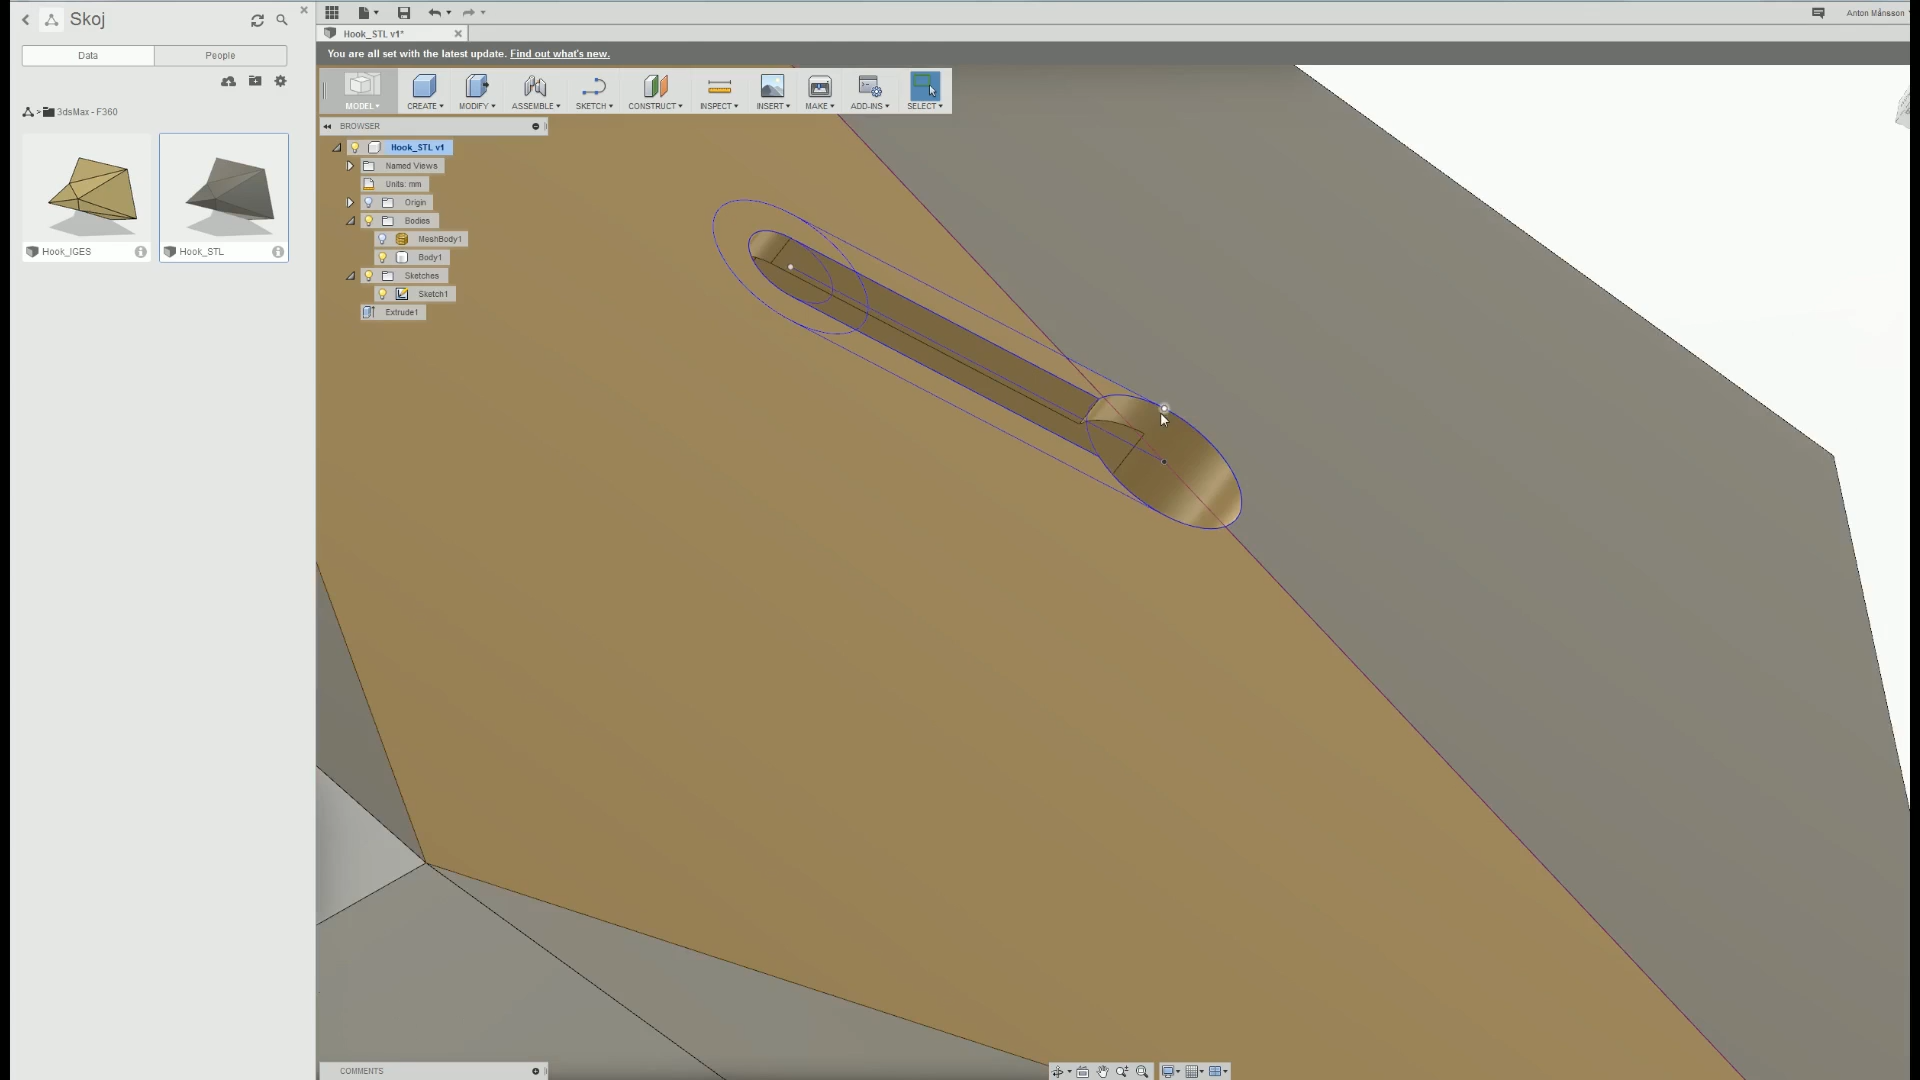 Skoj
Data
People
3dsMax - F360
Hook_IGES
Hook_STL
Anton Månsson
Hook_STL v1*
You are all set with the latest update. Find out what's new.
MODEL
CREATE
MODIFY
ASSEMBLE
SKETCH
CONSTRUCT
INSPECT
INSERT
MAKE
ADD-INS
SELECT
BROWSER
Hook_STL v1
Named Views
Units: mm
Origin
Bodies
MeshBody1
Body1
Sketches
Sketch1
Extrude1
COMMENTS